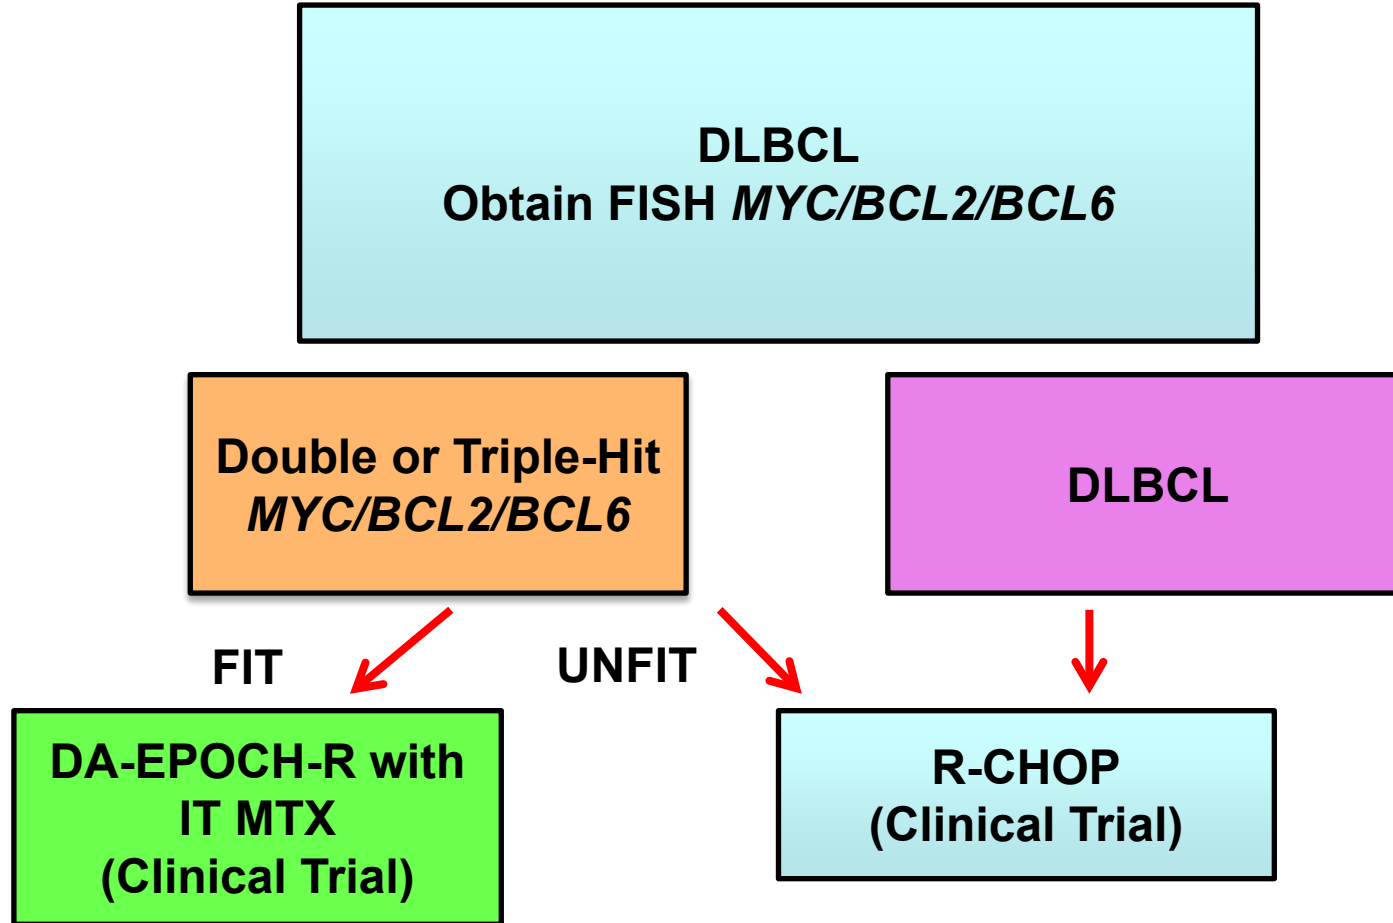 DLBCL
Obtain FISH MYC/BCL2/BCL6
Double or Triple-Hit
MYC/BCL2/BCL6
DLBCL
FIT
UNFIT
DA-EPOCH-R with
IT MTX
(Clinical Trial)
R-CHOP
(Clinical Trial)